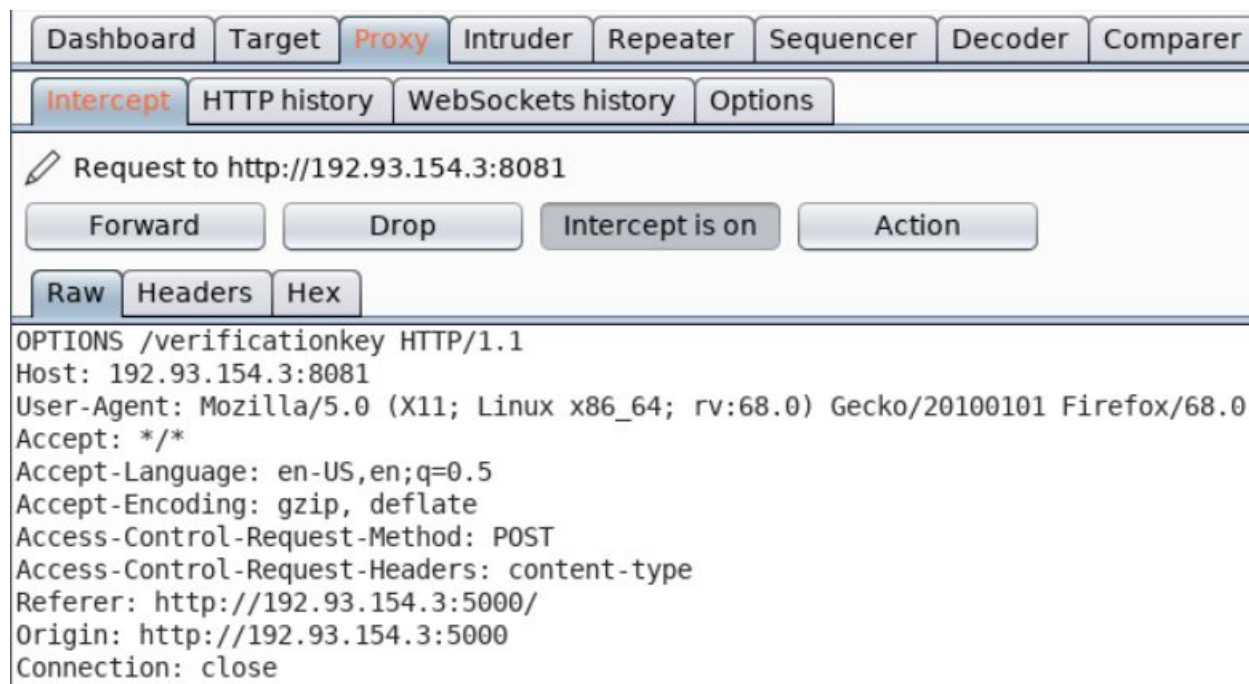 Dashboard Target Proxy Intruder Repeater Sequencer Decoder Comparer
Intercept HTTP history WebSockets history Options
Request to http://192.93.154.3:8081
Forward Drop Intercept is on Action
Raw Headers Hex
OPTIONS /verificationkey HTTP/1.1
Host: 192.93.154.3:8081
User-Agent: Mozilla/5.0 (X11; Linux x86_64; rv:68.0) Gecko/20100101 Firefox/68.0
Accept: */*
Accept-Language: en-US,en;q=0.5
Accept-Encoding: gzip, deflate
Access-Control-Request-Method: POST
Access-Control-Request-Headers: content-type
Referer: http://192.93.154.3:5000/
Origin: http://192.93.154.3:5000
Connection: close